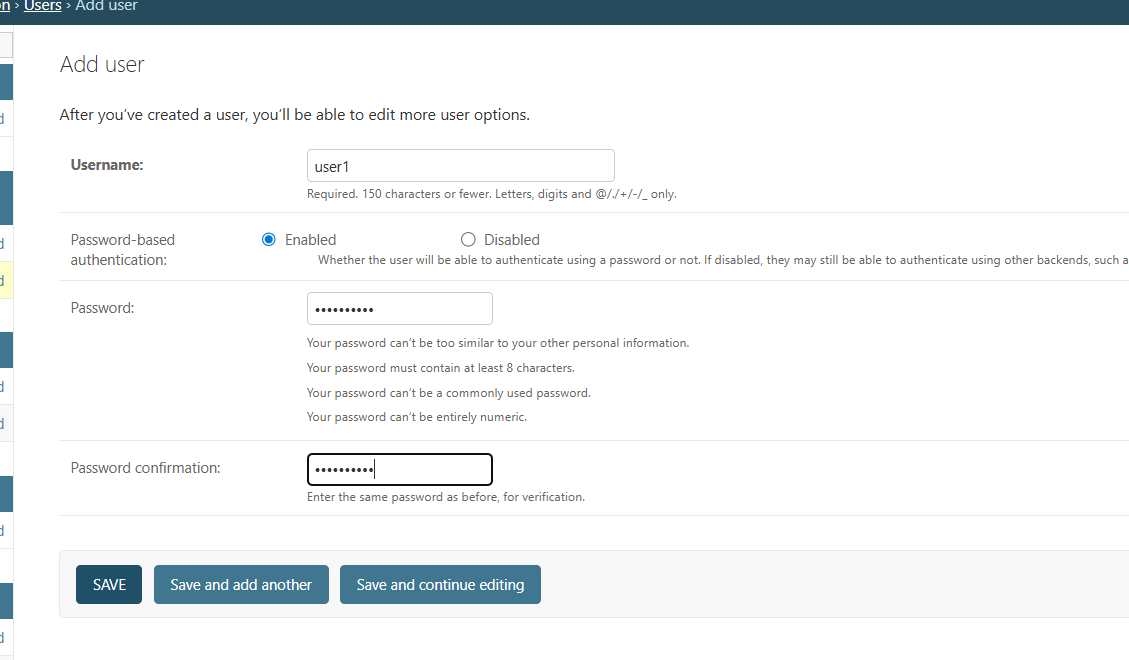 n › Users › Add user
Add user
After you've created a user, you'll be able to edit more user options.
Username:
user1
Required. 150 characters or fewer. Letters, digits and @/./+/-/_ only.
Password-based
authentication:
Enabled
Disabled
Whether the user will be able to authenticate using a password or not. If disabled, they may still be able to authenticate using other backends, such a
Password:
••••••••••
Your password can't be too similar to your other personal information.
Your password must contain at least 8 characters.
Your password can't be a commonly used password.
Your password can't be entirely numeric.
Password confirmation:
••••••••••
Enter the same password as before, for verification.
SAVE
Save and add another
Save and continue editing